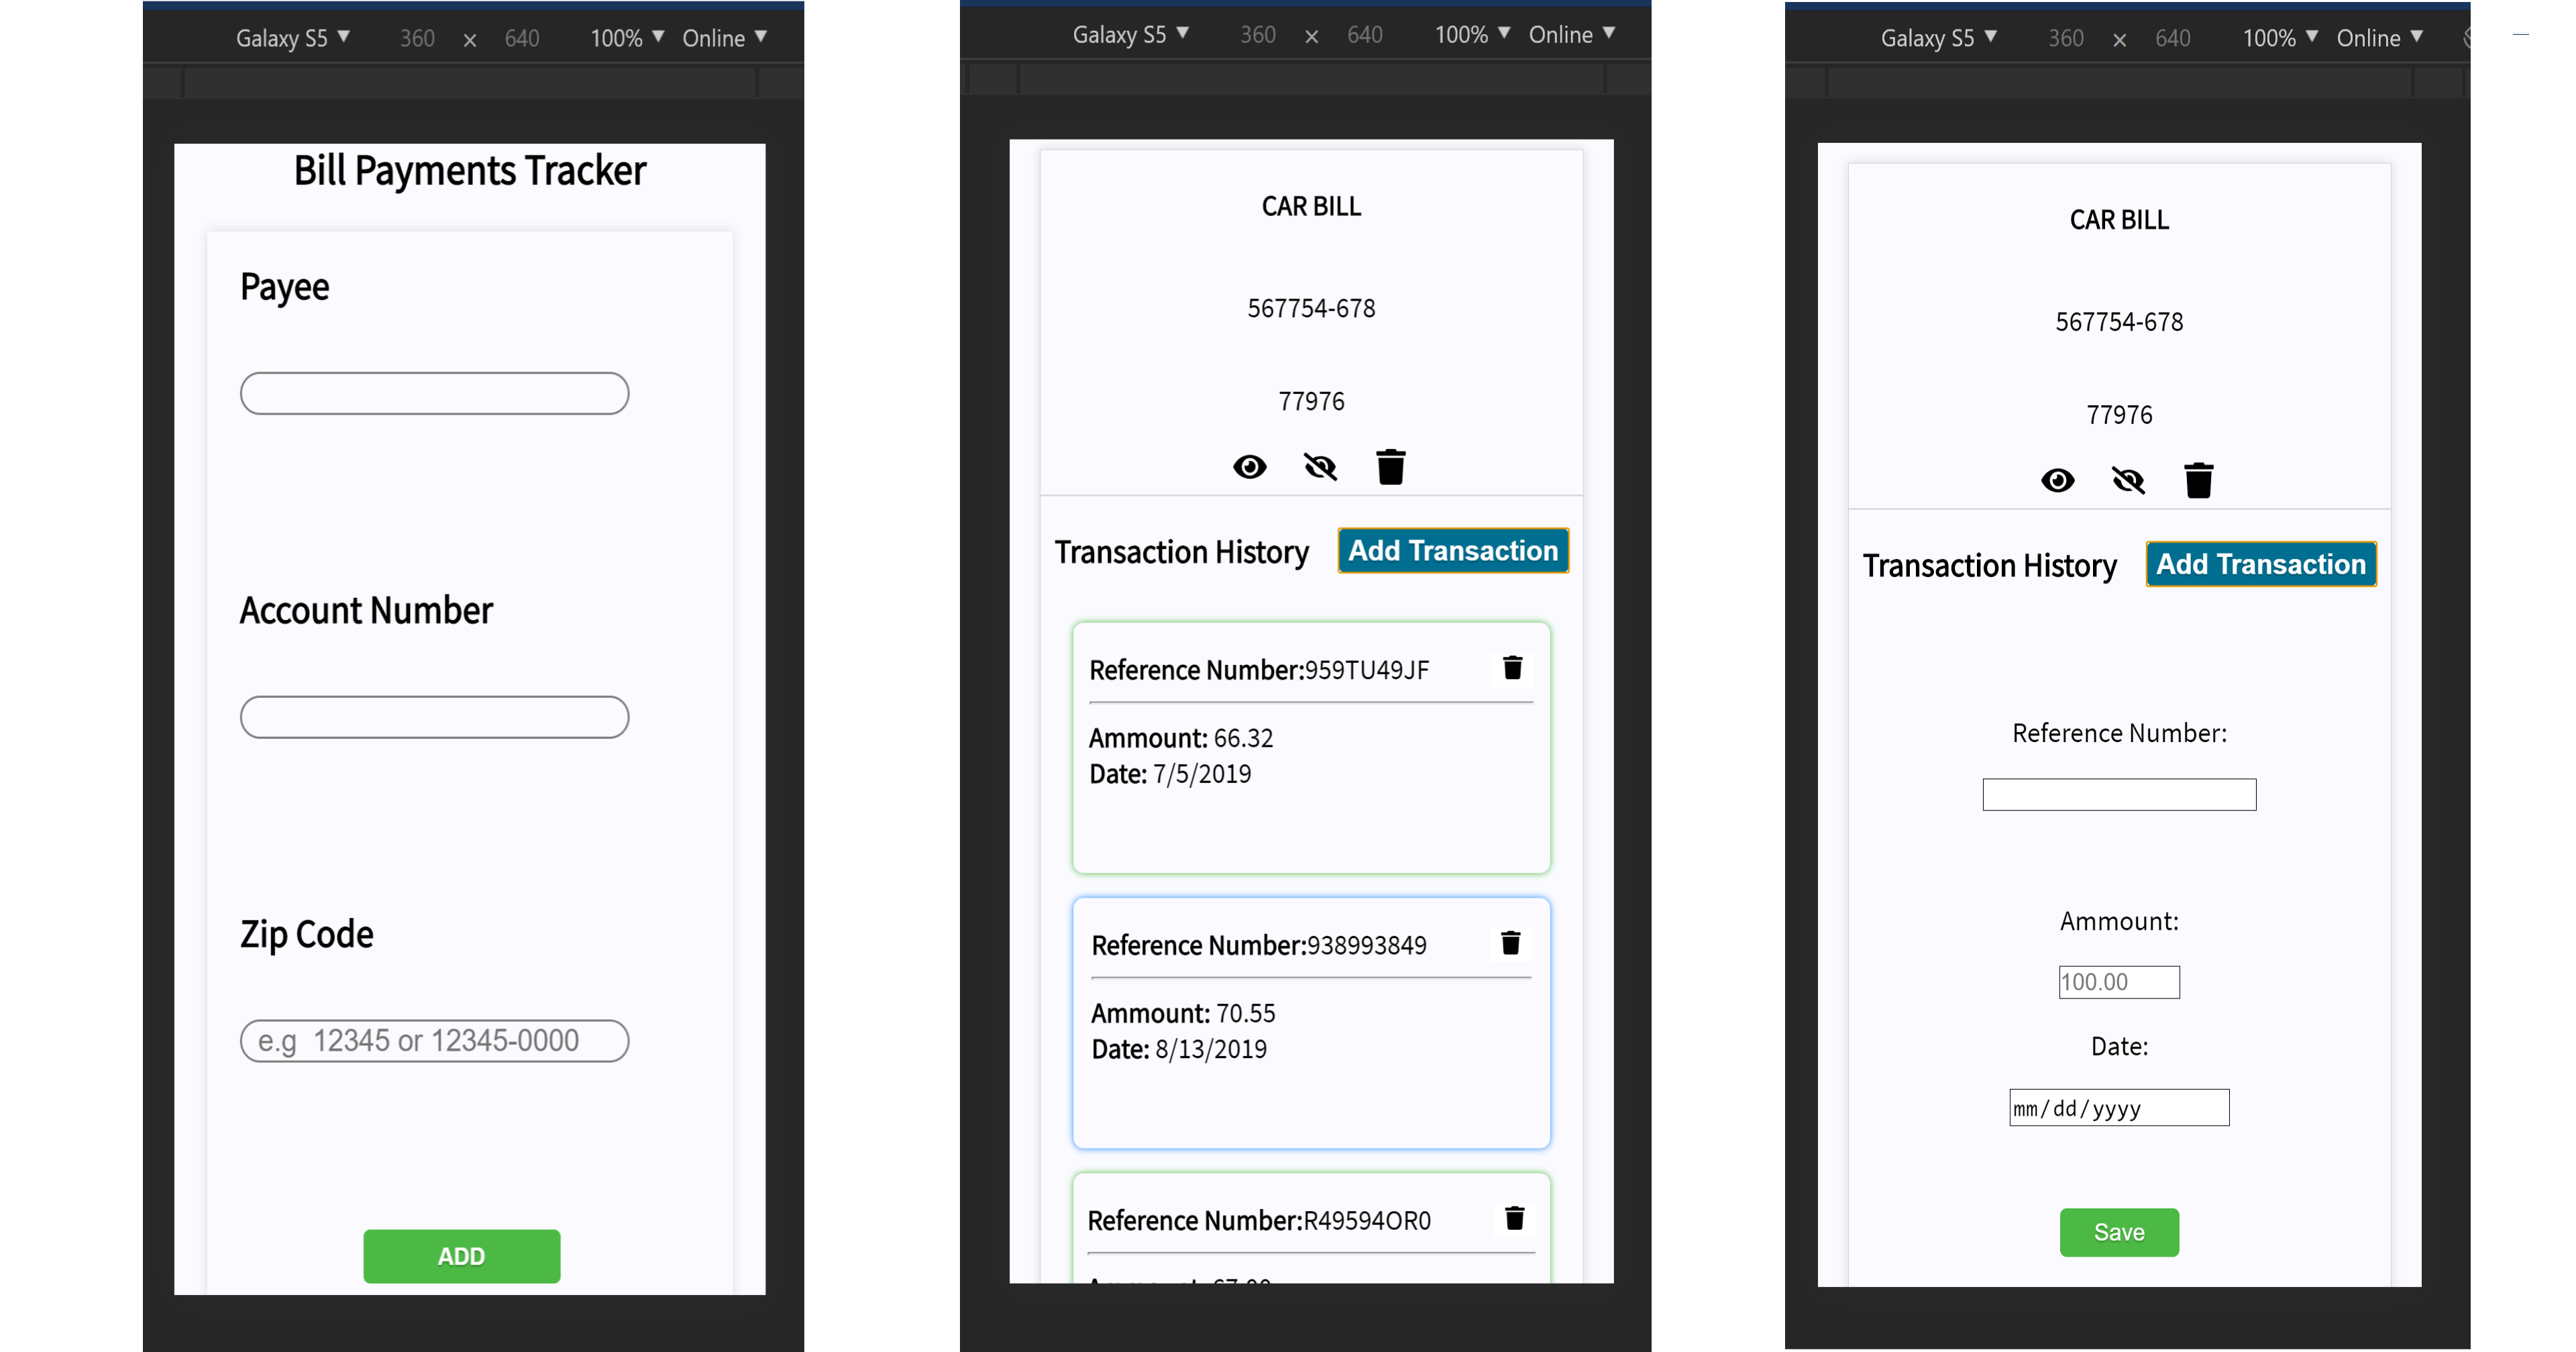 Galaxy S5 360 × 640 100% Online
Bill Payments Tracker
Payee
Account Number
Zip Code
e.g 12345 or 12345-0000
ADD
Galaxy S5 360 × 640 100% Online
CAR BILL
567754-678
77976
Transaction History Add Transaction
Reference Number:959TU49JF
Ammount: 66.32
Date: 7/5/2019
Reference Number:938993849
Ammount: 70.55
Date: 8/13/2019
Reference Number:R49594OR0
Galaxy S5 360 × 640 100% Online
CAR BILL
567754-678
77976
Transaction History Add Transaction
Reference Number:
Ammount:
100.00
Date:
mm/dd/yyyy
Save